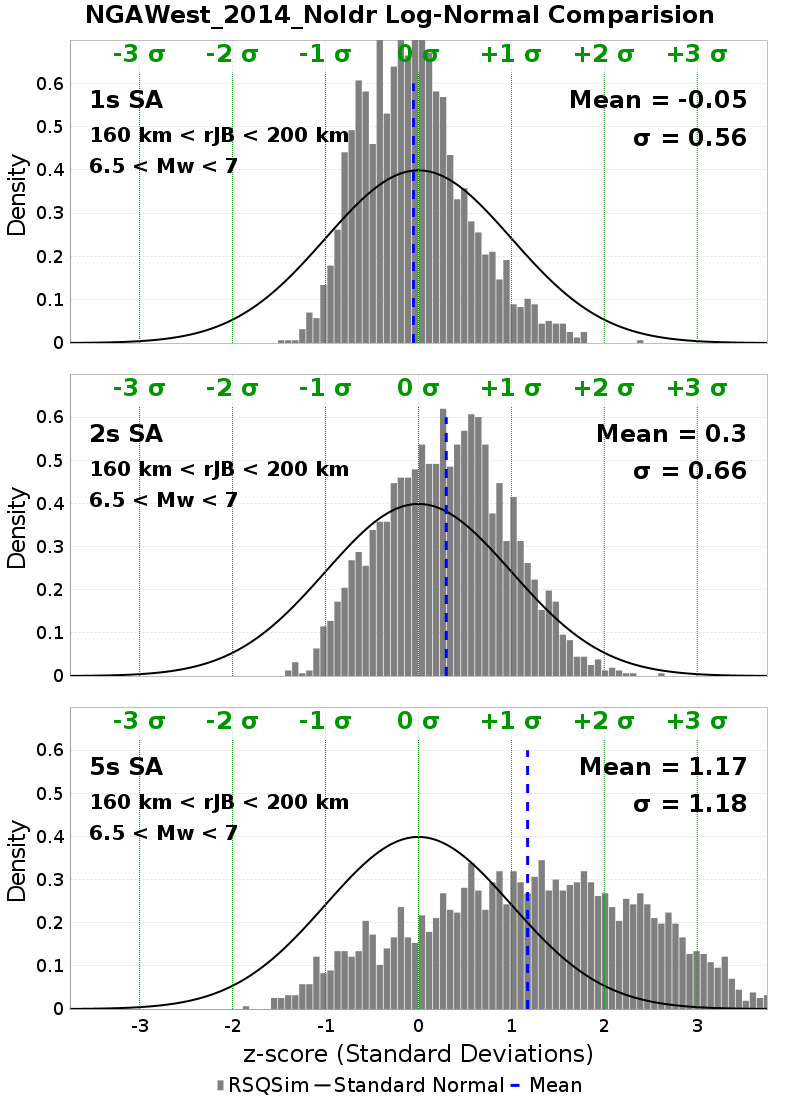 NGAWest_2014_NoIdr Log-Normal Comparision
-3 σ -2 σ -1 σ 0 σ +1 σ +2 σ +3 σ
1s SA
Mean = -0.05
160 km < rJB < 200 km
σ = 0.56
6.5 < Mw < 7
Density
0.6
0.5
0.4
0.3
0.2
0.1
0
-3 σ -2 σ -1 σ 0 σ +1 σ +2 σ +3 σ
2s SA
Mean = 0.3
160 km < rJB < 200 km
σ = 0.66
6.5 < Mw < 7
Density
0.6
0.5
0.4
0.3
0.2
0.1
0
-3 σ -2 σ -1 σ 0 σ +1 σ +2 σ +3 σ
5s SA
Mean = 1.17
160 km < rJB < 200 km
σ = 1.18
6.5 < Mw < 7
Density
0.6
0.5
0.4
0.3
0.2
0.1
0
-3 -2 -1 0 1 2 3
z-score (Standard Deviations)
RSQSim Standard Normal Mean